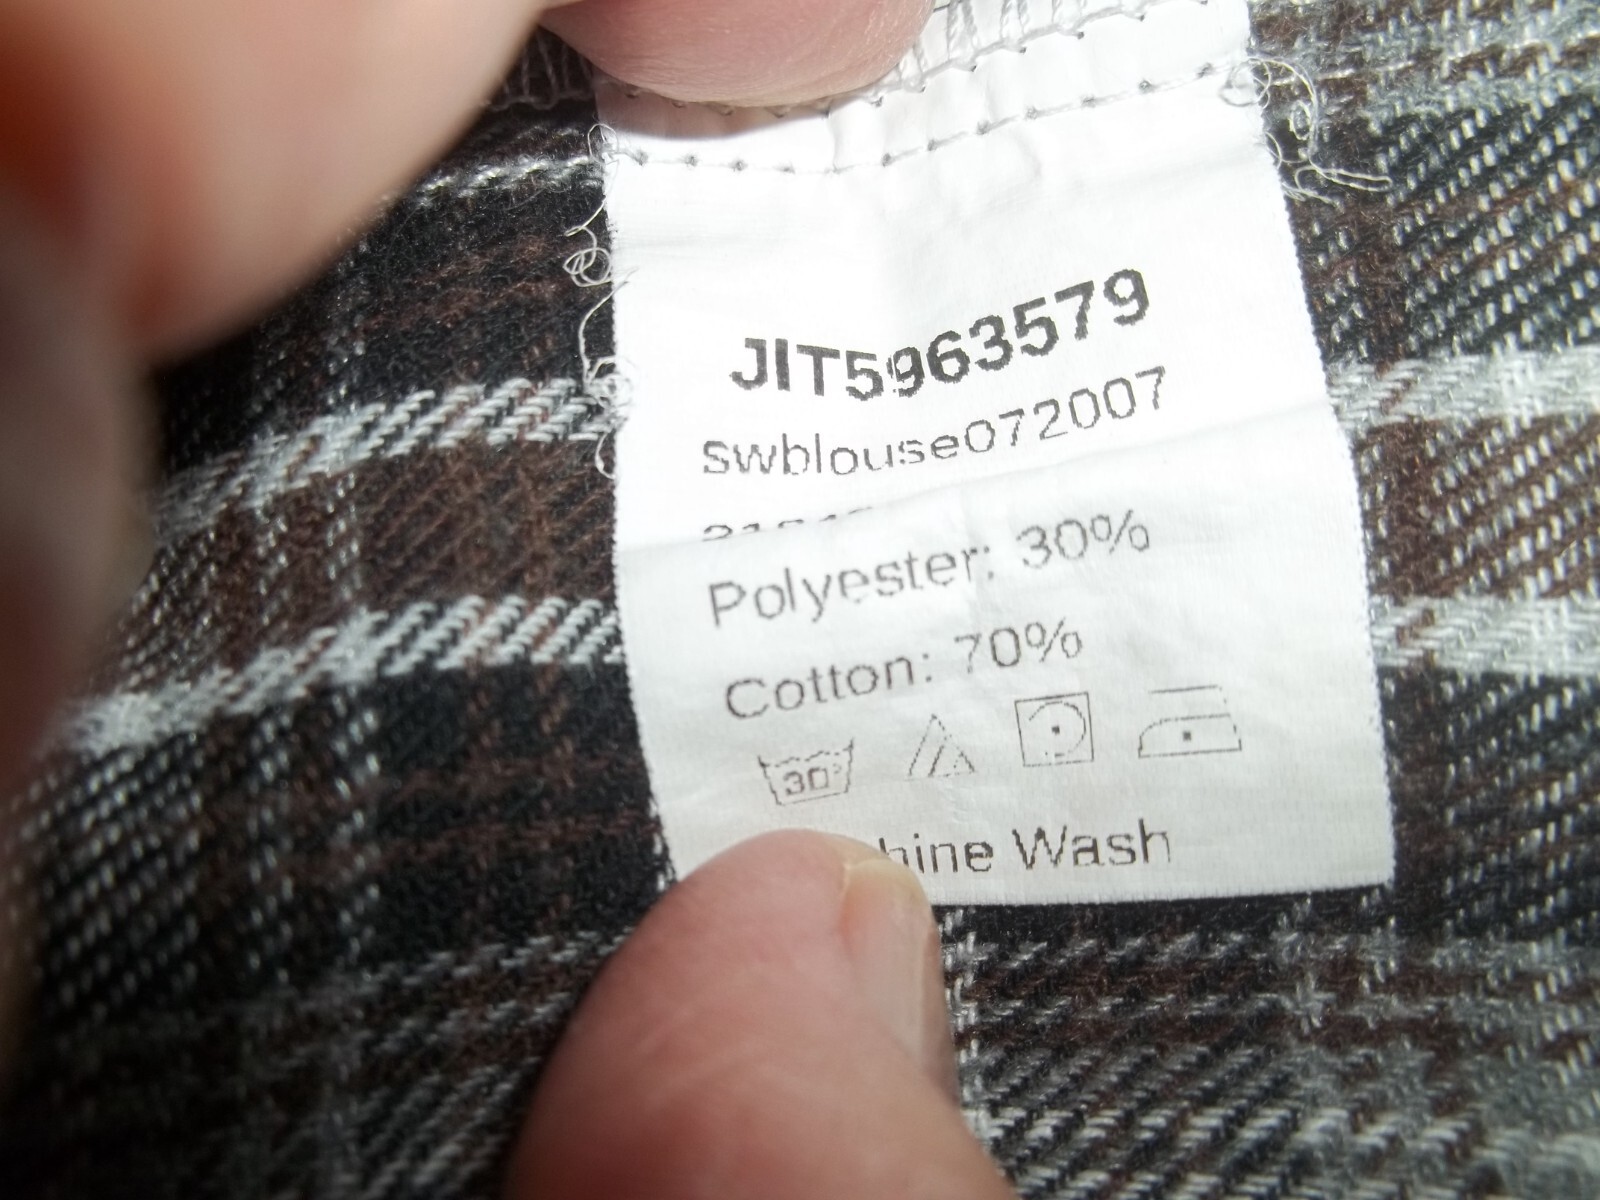 JIT5963579
swblouse072007
Polyester: 30%
Cotton: 70%
30°
hine Wash